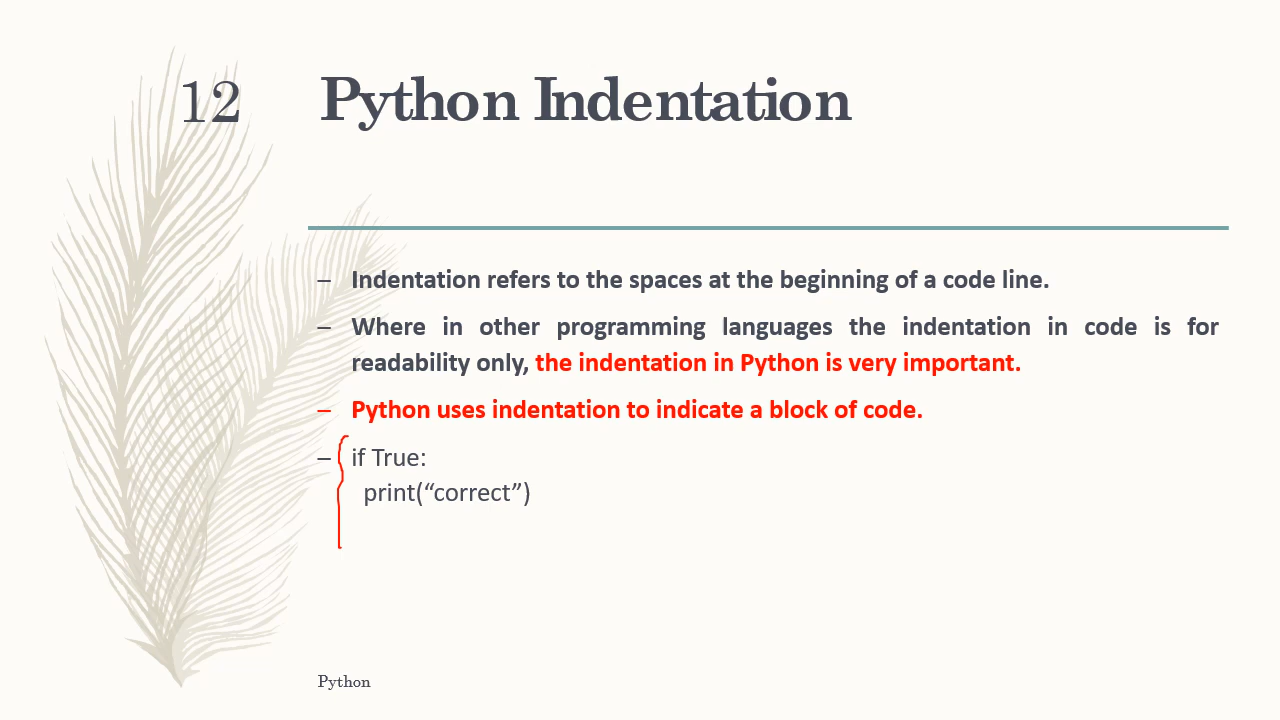 12
Python Indentation
– Indentation refers to the spaces at the beginning of a code line.
– Where in other programming languages the indentation in code is for
readability only, the indentation in Python is very important.
– Python uses indentation to indicate a block of code.
– if True:
print(“correct”)
Python